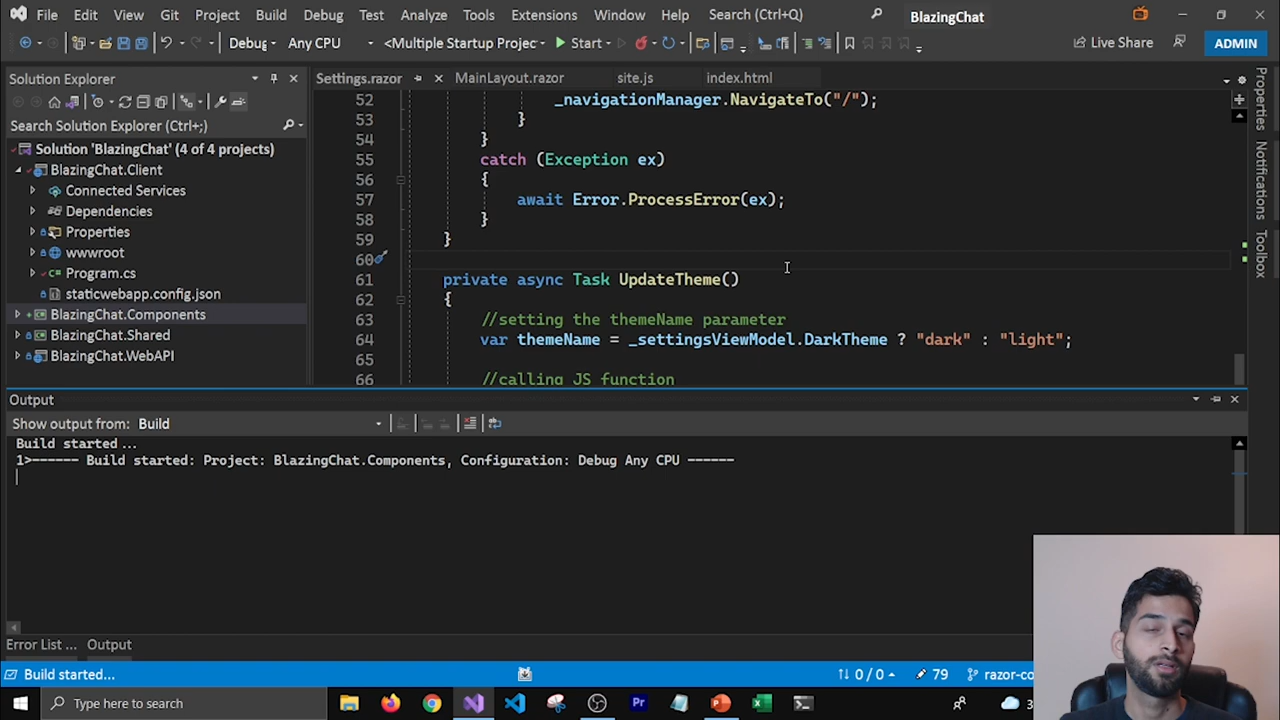 File Edit View Git Project Build Debug Test Analyze Tools Extensions Window Help Search (Ctrl+Q) BlazingChat
Debug Any CPU <Multiple Startup Projec Start Live Share ADMIN
Solution Explorer
Search Solution Explorer (Ctrl+;)
Solution 'BlazingChat' (4 of 4 projects)
BlazingChat.Client
Connected Services
Dependencies
Properties
wwwroot
Program.cs
staticwebapp.config.json
BlazingChat.Components
BlazingChat.Shared
BlazingChat.WebAPI
Settings.razor MainLayout.razor site.js index.html
52 _navigationManager.NavigateTo("/");
53 }
54 }
55 catch (Exception ex)
56 {
57 await Error.ProcessError(ex);
58 }
59 }
60
61 private async Task UpdateTheme()
62 {
63 //setting the themeName parameter
64 var themeName = _settingsViewModel.DarkTheme ? "dark" : "light";
65
66 //calling JS function
Properties
Notifications
Toolbox
Output
Show output from: Build
Build started...
1>------ Build started: Project: BlazingChat.Components, Configuration: Debug Any CPU ------
Error List ... Output
Build started... 0 / 0 79 razor-co
Type here to search